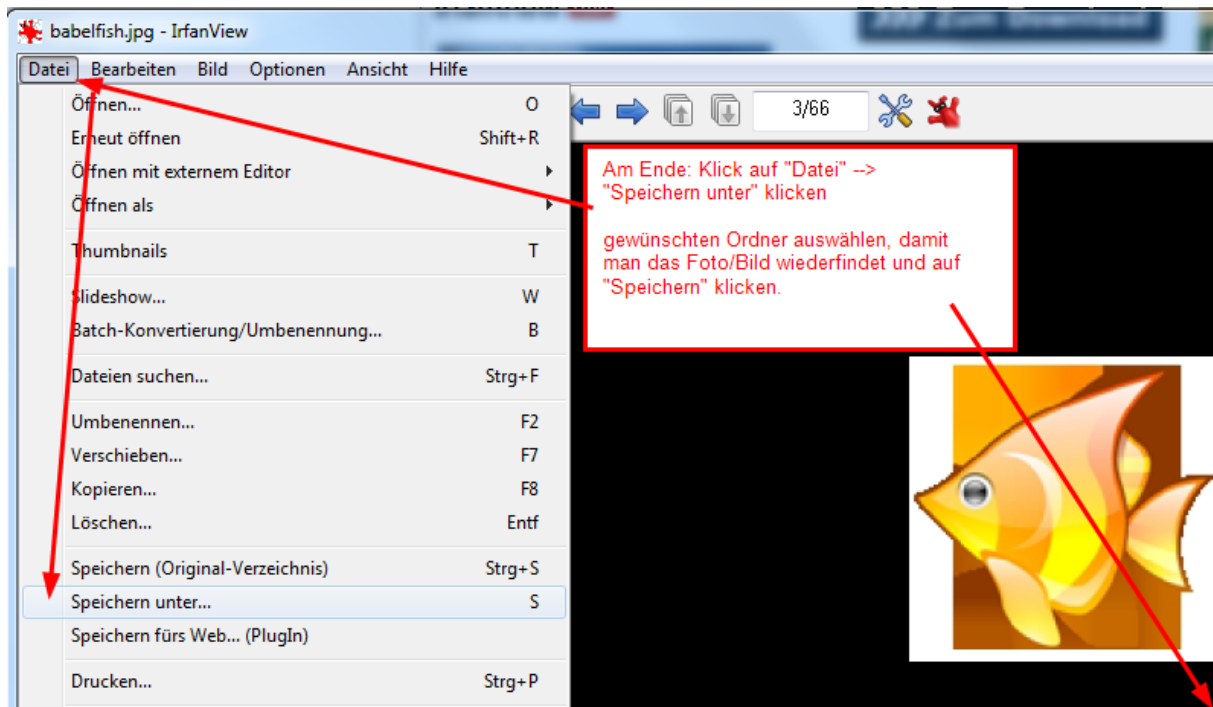 babelfish.jpg - IrfanView
Datei Bearbeiten Bild Optionen Ansicht Hilfe
3/66
Öffnen... O
Erneut öffnen Shift+R
Öffnen mit externem Editor
Öffnen als
Thumbnails T
Slideshow... W
Batch-Konvertierung/Umbenennung... B
Dateien suchen... Strg+F
Umbenennen... F2
Verschieben... F7
Kopieren... F8
Löschen... Entf
Speichern (Original-Verzeichnis) Strg+S
Speichern unter... S
Speichern fürs Web... (PlugIn)
Drucken... Strg+P
Am Ende: Klick auf "Datei" -->
"Speichern unter" klicken
gewünschten Ordner auswählen, damit
man das Foto/Bild wiederfindet und auf
"Speichern" klicken.